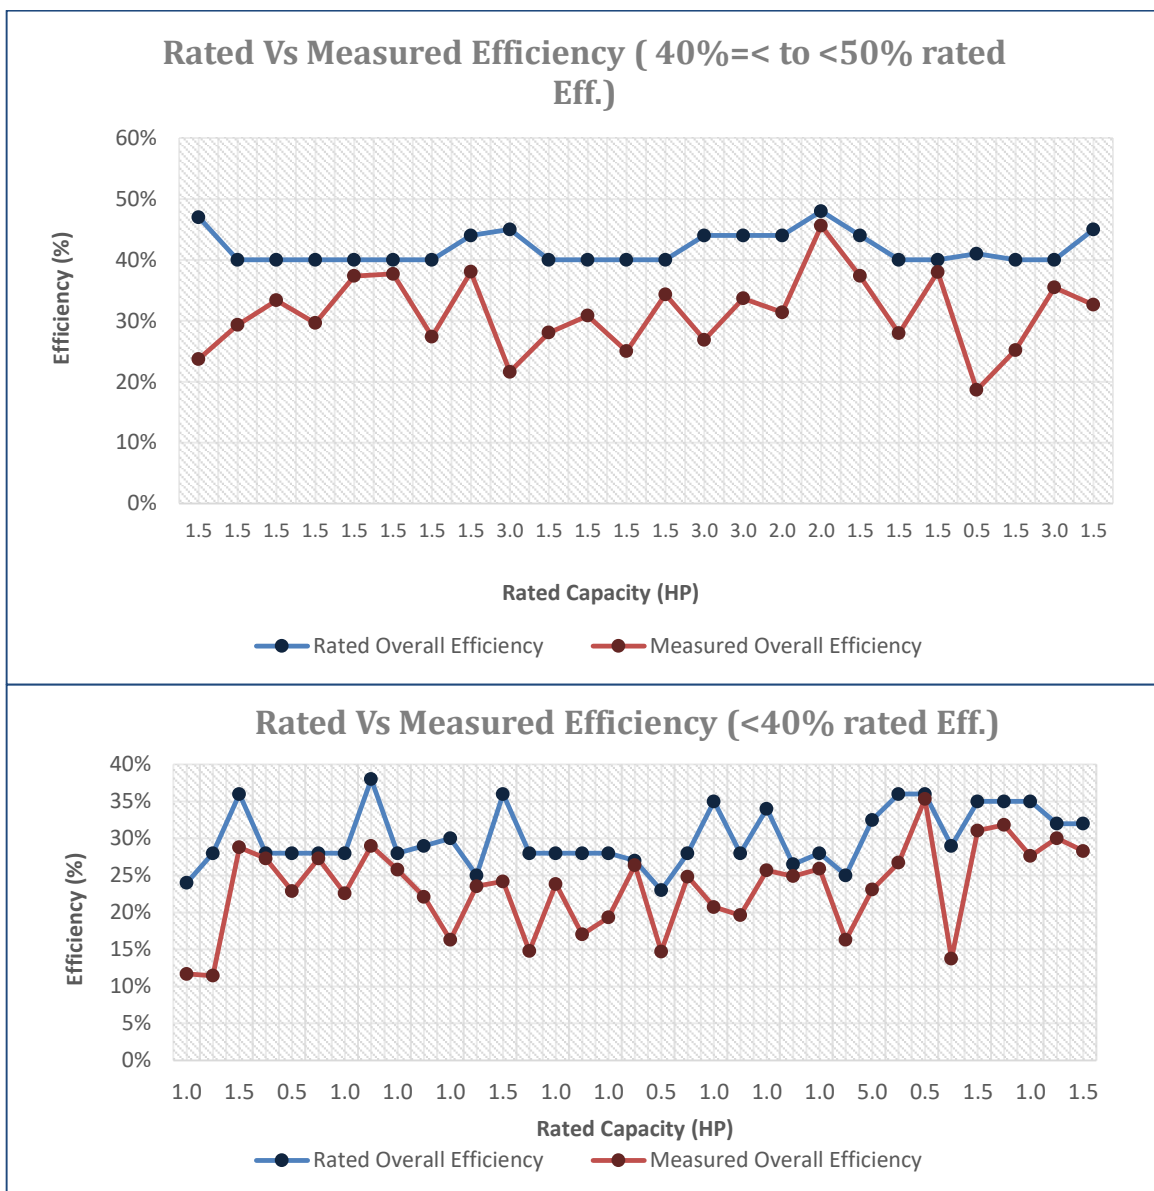 Rated Vs Measured Efficiency ( 40%=< to <50% rated
Eff.)
60%
50%
40%
30%
20%
10%
0%
Efficiency (%)
1.5 1.5 1.5 1.5 1.5 1.5 1.5 1.5 3.0 1.5 1.5 1.5 1.5 3.0 3.0 2.0 2.0 1.5 1.5 1.5 0.5 1.5 3.0 1.5
Rated Capacity (HP)
Rated Overall Efficiency Measured Overall Efficiency
Rated Vs Measured Efficiency (<40% rated Eff.)
40%
35%
30%
25%
20%
15%
10%
5%
0%
Efficiency (%)
1.0 1.5 0.5 1.0 1.0 1.0 1.5 1.0 1.0 0.5 1.0 1.0 1.0 5.0 0.5 1.5 1.0 1.5
Rated Capacity (HP)
Rated Overall Efficiency Measured Overall Efficiency